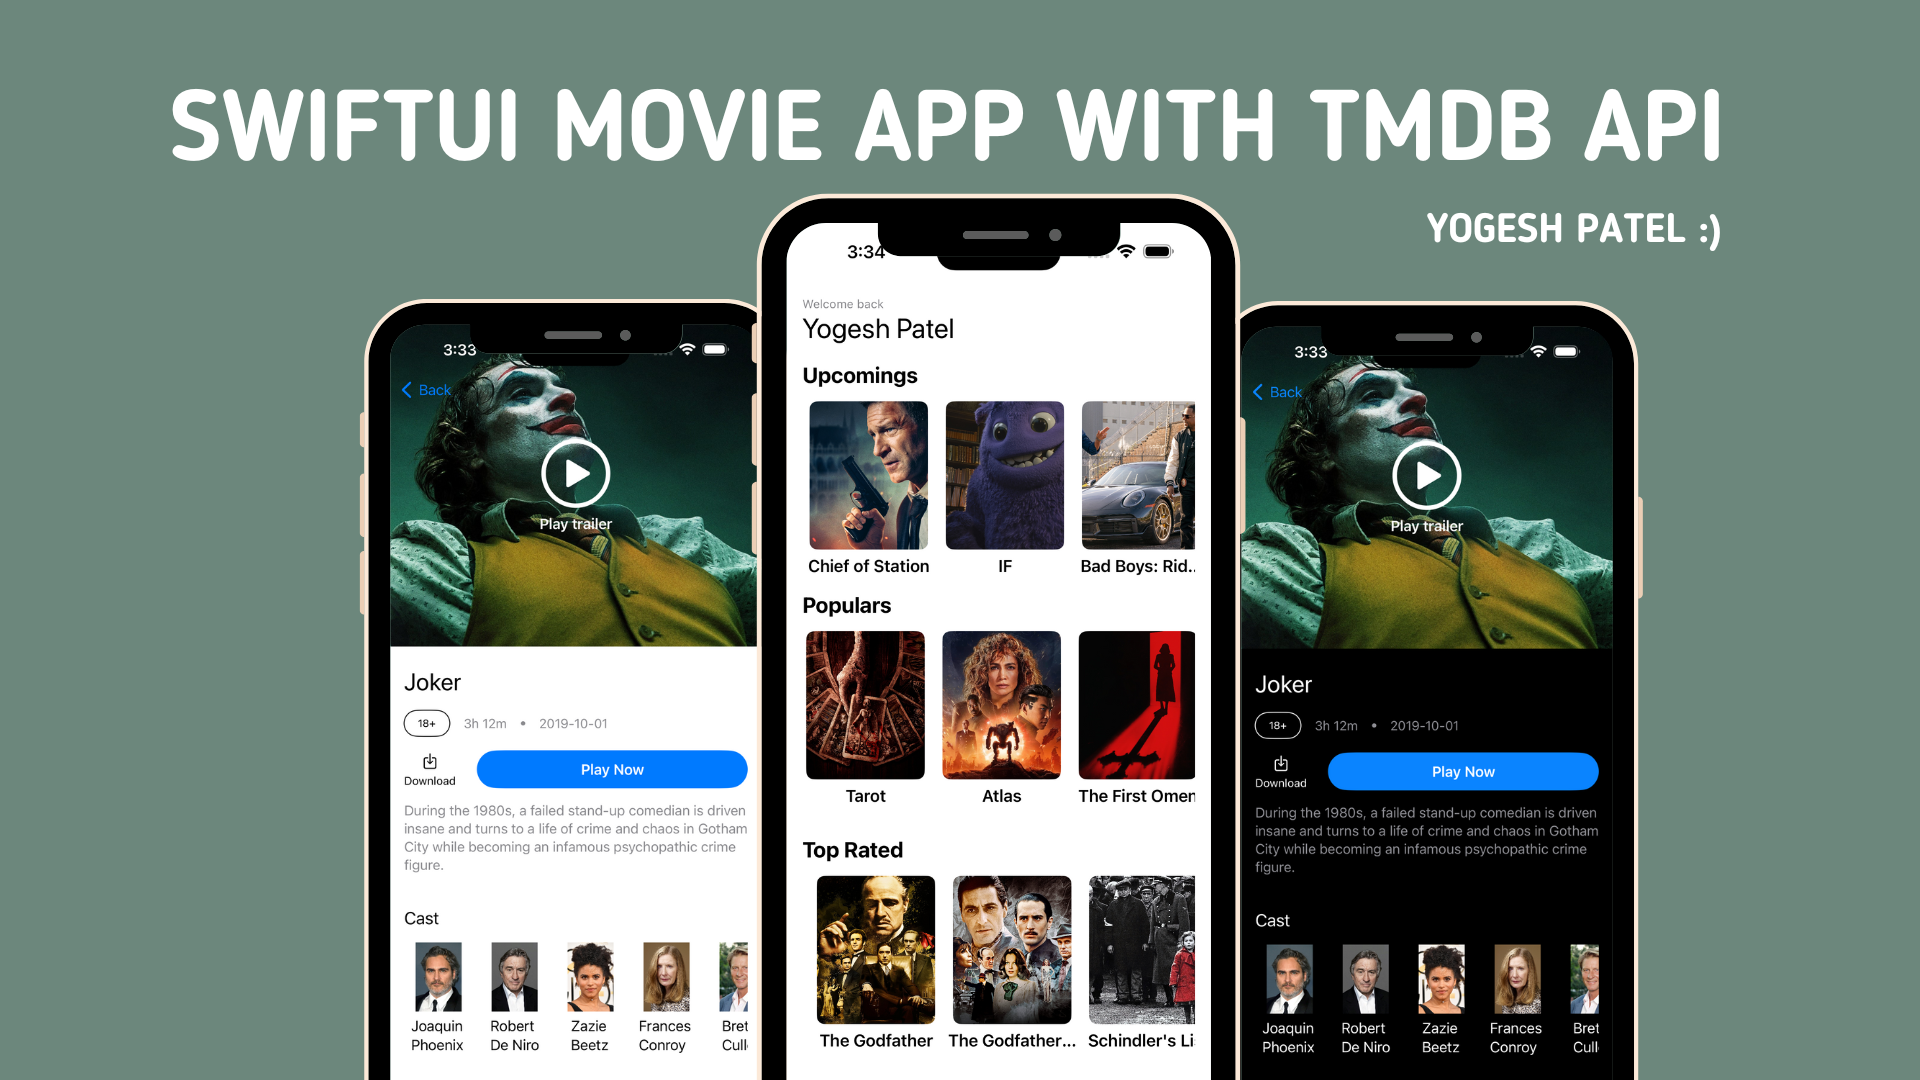 SWIFTUI MOVIE APP WITH TMDB API
YOGESH PATEL :)
3:33
Back
Play trailer
Joker
18+ 3h 12m • 2019-10-01
Download
Play Now
During the 1980s, a failed stand-up comedian is driven
insane and turns to a life of crime and chaos in Gotham
City while becoming an infamous psychopathic crime
figure.
Cast
Joaquin Phoenix
Robert De Niro
Zazie Beetz
Frances Conroy
Bret Cull
3:34
Welcome back
Yogesh Patel
Upcomings
Chief of Station
IF
Bad Boys: Rid..
Populars
Tarot
Atlas
The First Omen
Top Rated
The Godfather
The Godfather...
Schindler's Li
3:33
Back
Play trailer
Joker
18+ 3h 12m • 2019-10-01
Download
Play Now
During the 1980s, a failed stand-up comedian is driven
insane and turns to a life of crime and chaos in Gotham
City while becoming an infamous psychopathic crime
figure.
Cast
Joaquin Phoenix
Robert De Niro
Zazie Beetz
Frances Conroy
Bret Cull